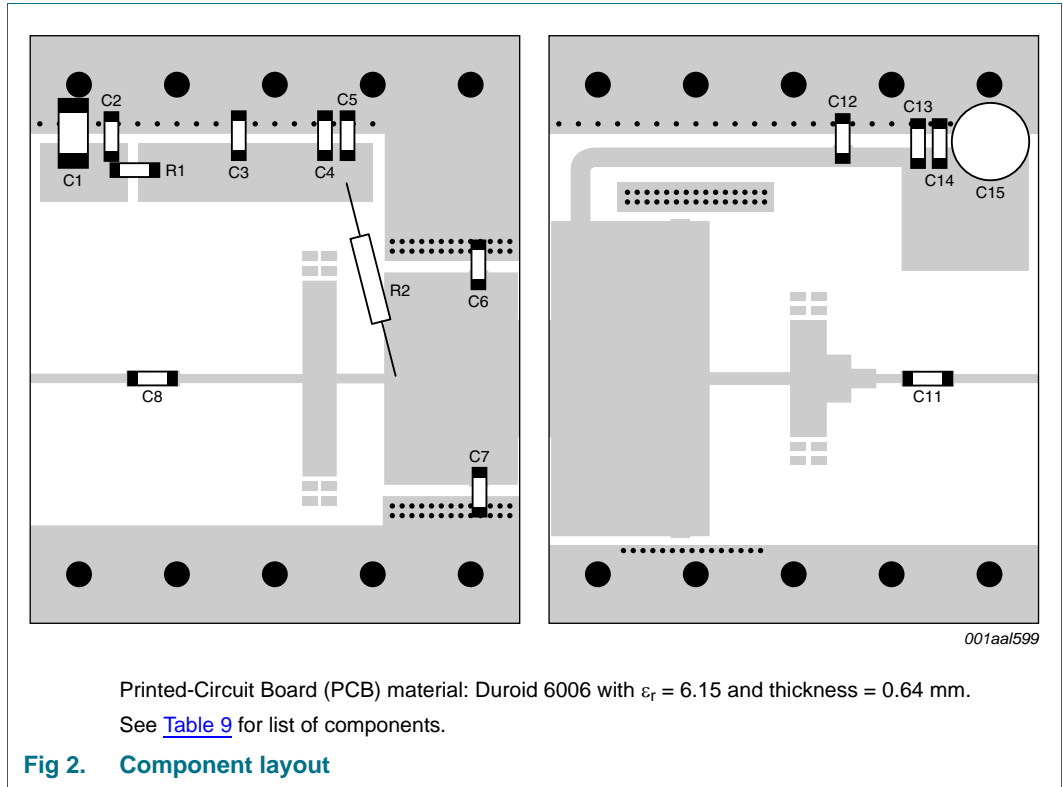 C2
C5
C12
C13
C1
R1
C3
C4
C14
C15
R2
C6
C8
C11
C7
001aal599
Printed-Circuit Board (PCB) material: Duroid 6006 with εr = 6.15 and thickness = 0.64 mm.
See Table 9 for list of components.
Fig 2. Component layout